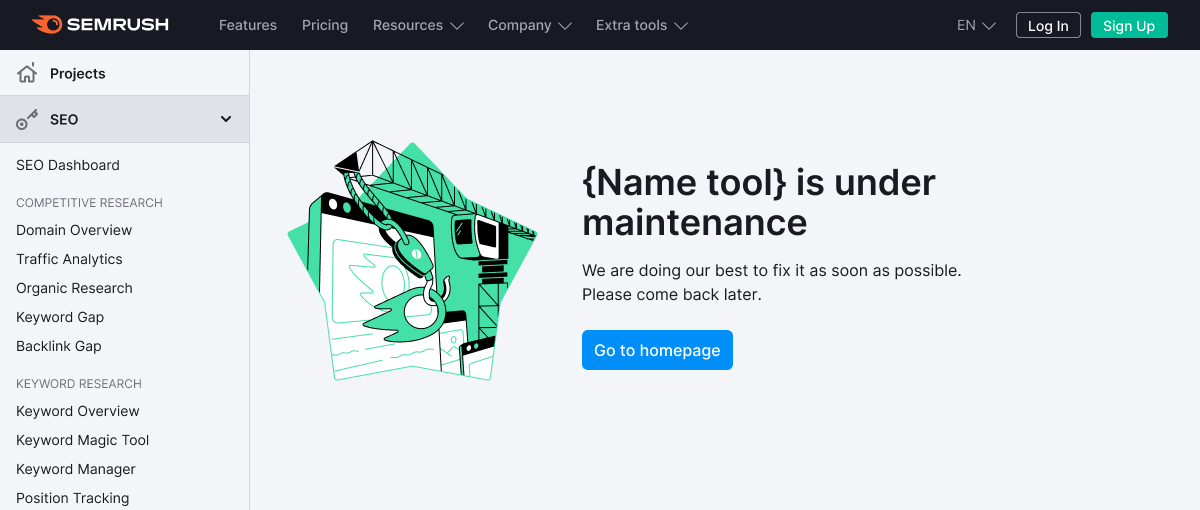 SEMRUSH
Features Pricing Resources Company Extra tools
EN Log In Sign Up
Projects
SEO
SEO Dashboard
COMPETITIVE RESEARCH
Domain Overview
Traffic Analytics
Organic Research
Keyword Gap
Backlink Gap
KEYWORD RESEARCH
Keyword Overview
Keyword Magic Tool
Keyword Manager
Position Tracking
{Name tool} is under
maintenance
We are doing our best to fix it as soon as possible.
Please come back later.
Go to homepage